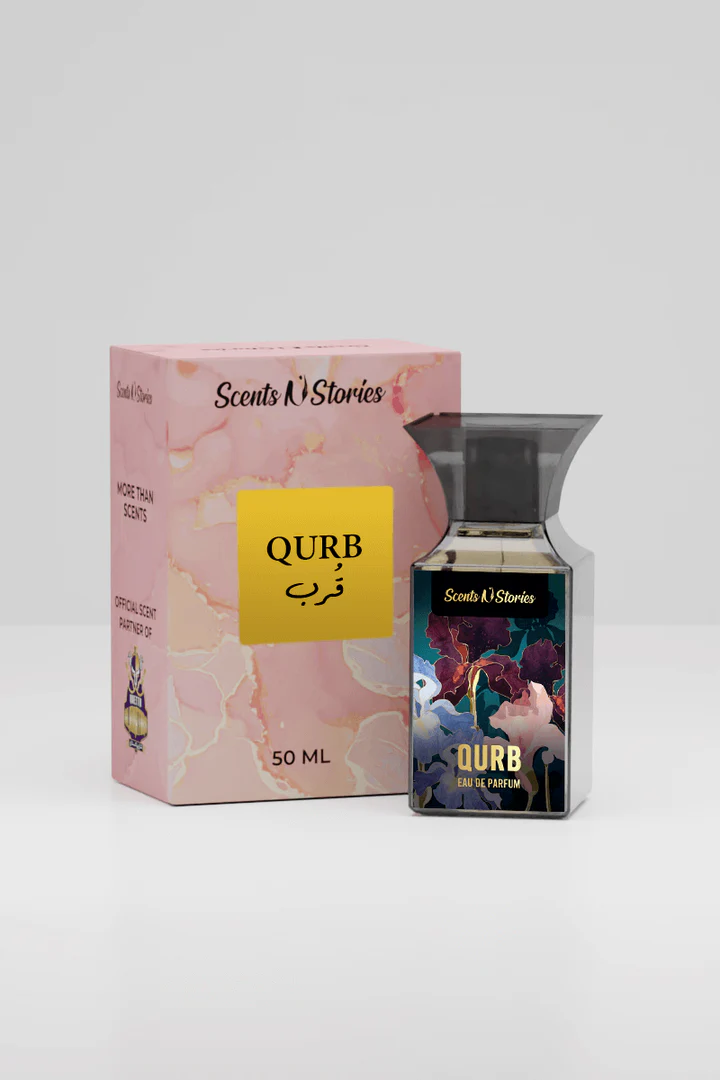 Scents N Stories
MORE THAN
SCENTS
OFFICIAL SCENT
PARTNER OF
Scents N Stories
QURB
قُرب
50 ML
Scents N Stories
QURB
EAU DE PARFUM